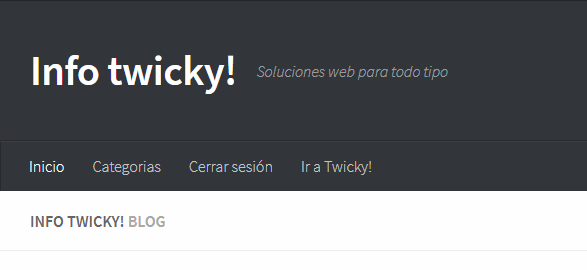 Info twicky! Soluciones web para todo tipo
Inicio Categorias Cerrar sesión Ir a Twicky!
INFO TWICKY! BLOG